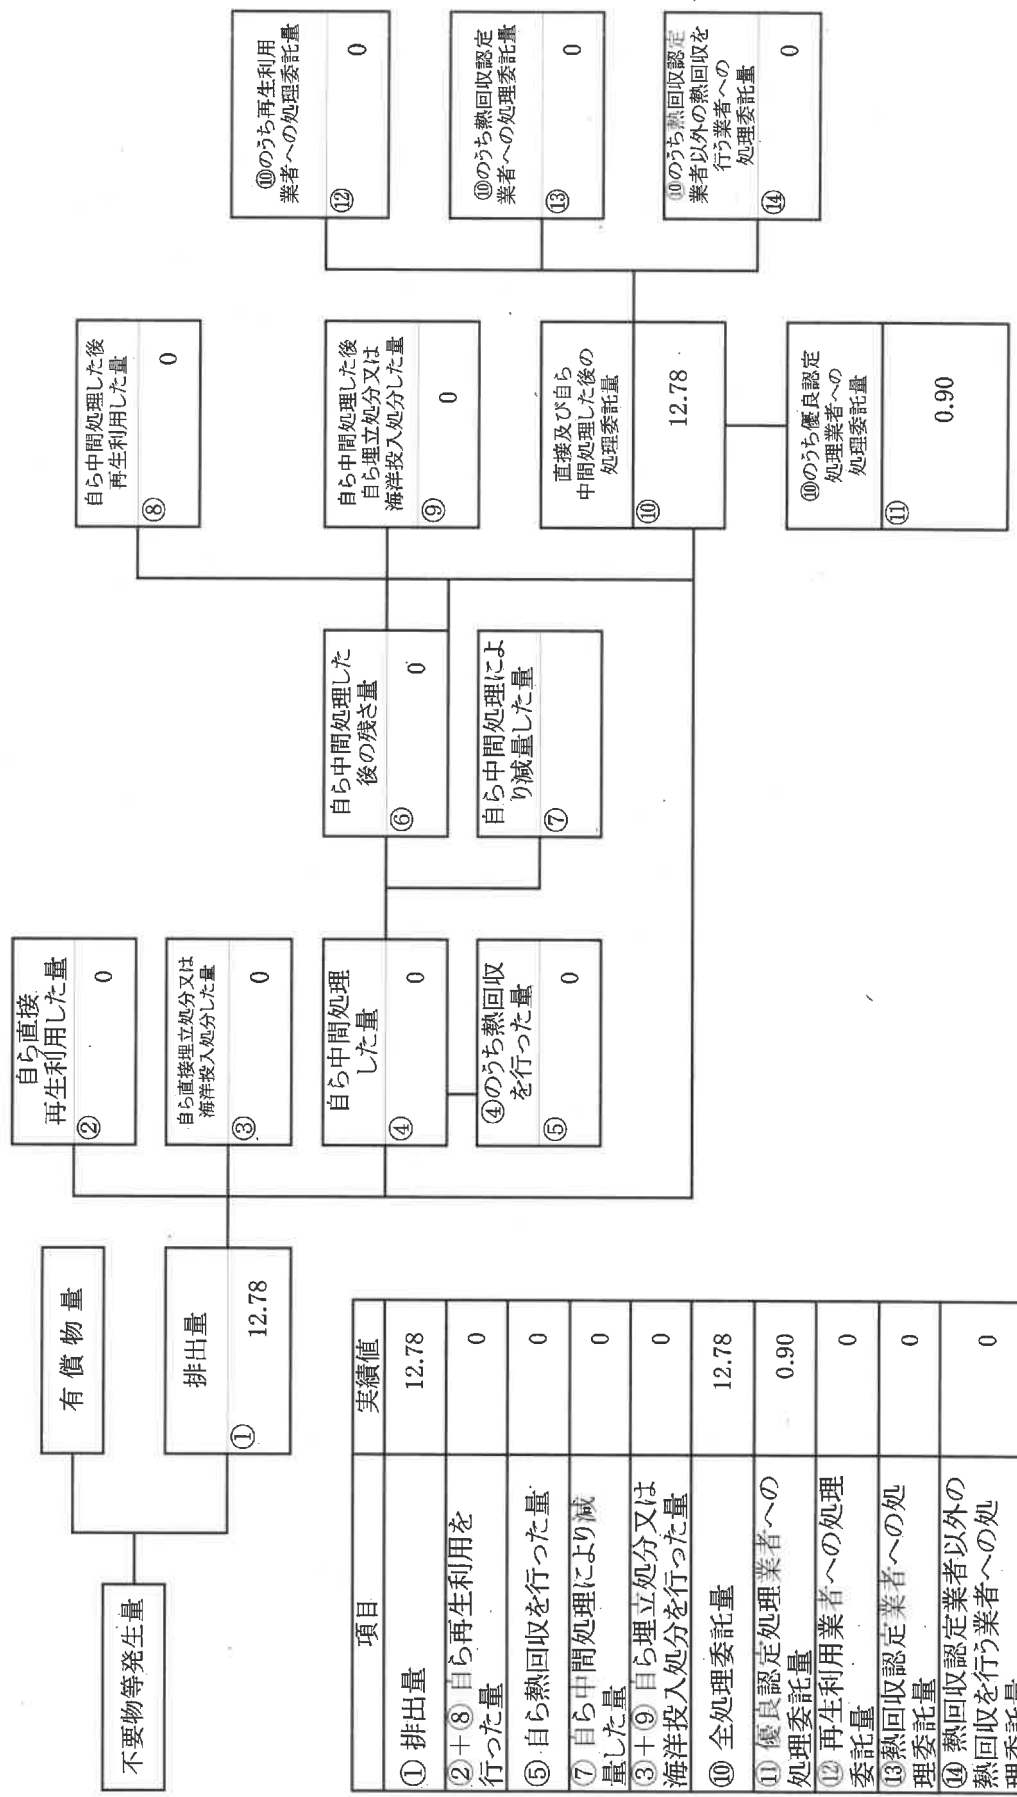 不要物等発生量
有償物量
排出量
①
12.78
自ら直接
再生利用した量
②
0
自ら直接埋立処分又は
海洋投入処分した量
③
0
自ら中間処理
した量
④
0
④のうち熱回収
を行った量
⑤
0
自ら中間処理した
後の残さ量
⑥
0
自ら中間処理によ
り減量した量
⑦
自ら中間処理した後
再生利用した量
⑧
0
自ら中間処理した後
自ら埋立処分又は
海洋投入処分した量
⑨
0
直接及び自ら
中間処理した後の
処理委託量
⑩
12.78
⑩のうち優良認定
処理業者への
処理委託量
⑪
0.90
⑩のうち再生利用
業者への処理委託量
⑫
0
⑩のうち熱回収認定
業者への処理委託量
⑬
0
⑩のうち熱回収認定
業者以外の熱回収を
行う業者への
処理委託量
⑭
0
項目 実績値
① 排出量 12.78
②＋⑧ 自ら再生利用を
行った量 0
⑤ 自ら熱回収を行った量 0
⑦ 自ら中間処理により減
量した量 0
③＋⑨ 自ら埋立処分又は
海洋投入処分を行った量 0
⑩ 全処理委託量 12.78
⑪ 優良認定処理業者への
処理委託量 0.90
⑫ 再生利用業者への処理
委託量 0
⑬熱回収認定業者への処
理委託量 0
⑭ 熱回収認定業者以外の
熱回収を行う業者への処
理委託量 0